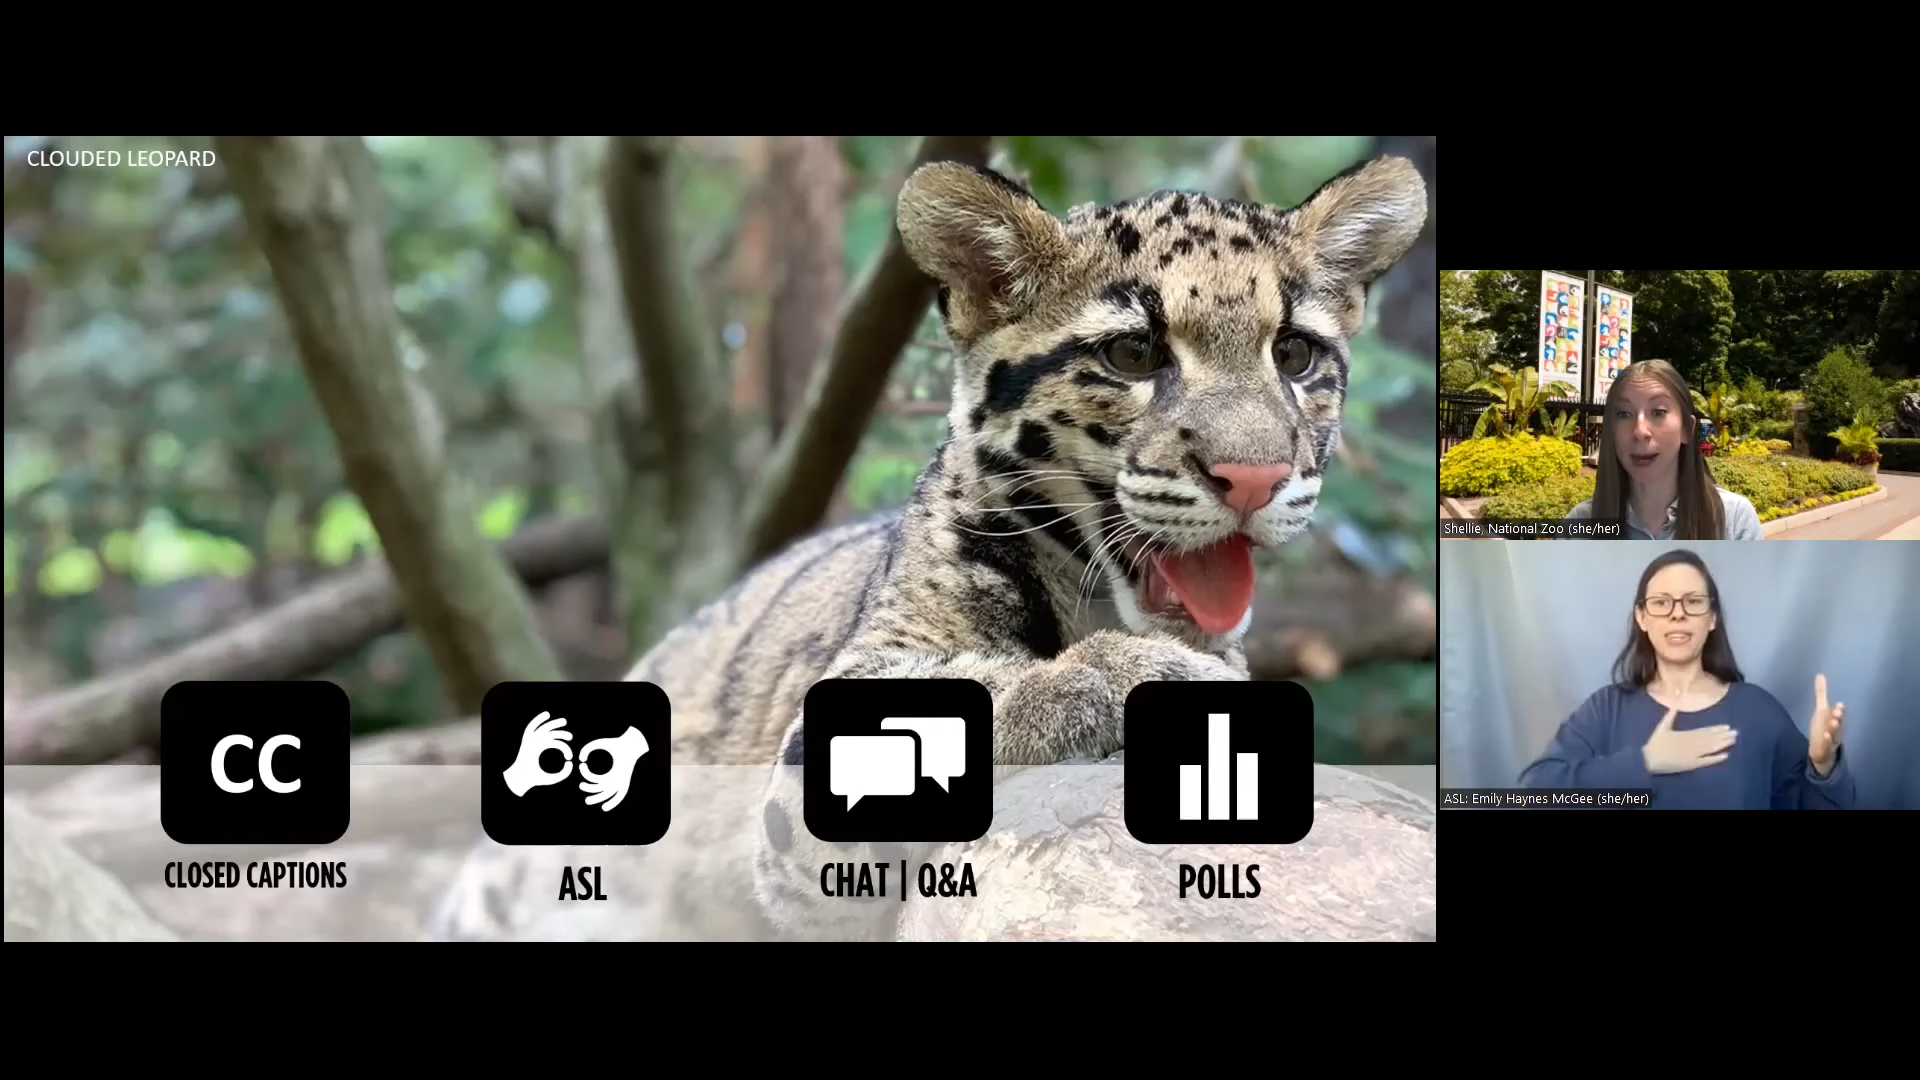 CLOUDED LEOPARD
CC
CLOSED CAPTIONS
ASL
CHAT | Q&A
POLLS
Shellie, National Zoo (she/her)
ASL: Emily Haynes McGee (she/her)